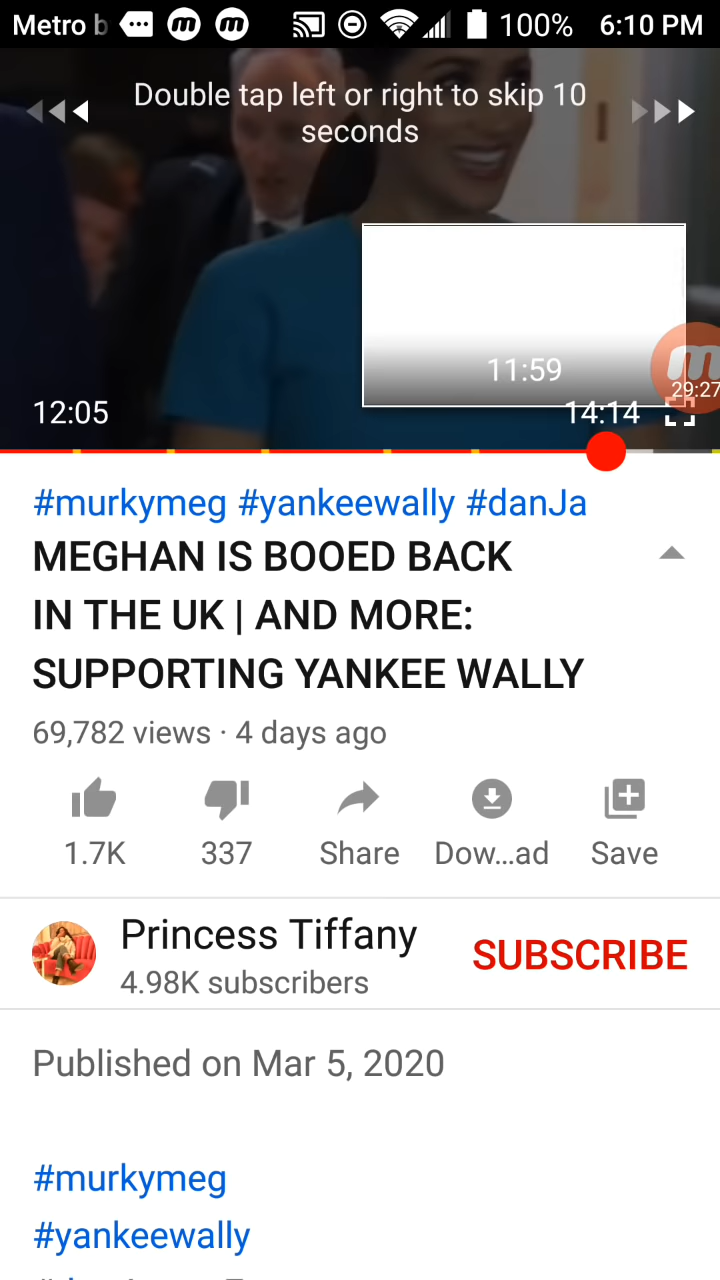 Metro b 100% 6:10 PM
Double tap left or right to skip 10
seconds
11:59
29:27
12:05 14:14
#murkymeg #yankeewally #danJa
MEGHAN IS BOOED BACK
IN THE UK | AND MORE:
SUPPORTING YANKEE WALLY
69,782 views · 4 days ago
1.7K 337 Share Dow...ad Save
Princess Tiffany
4.98K subscribers
SUBSCRIBE
Published on Mar 5, 2020
#murkymeg
#yankeewally